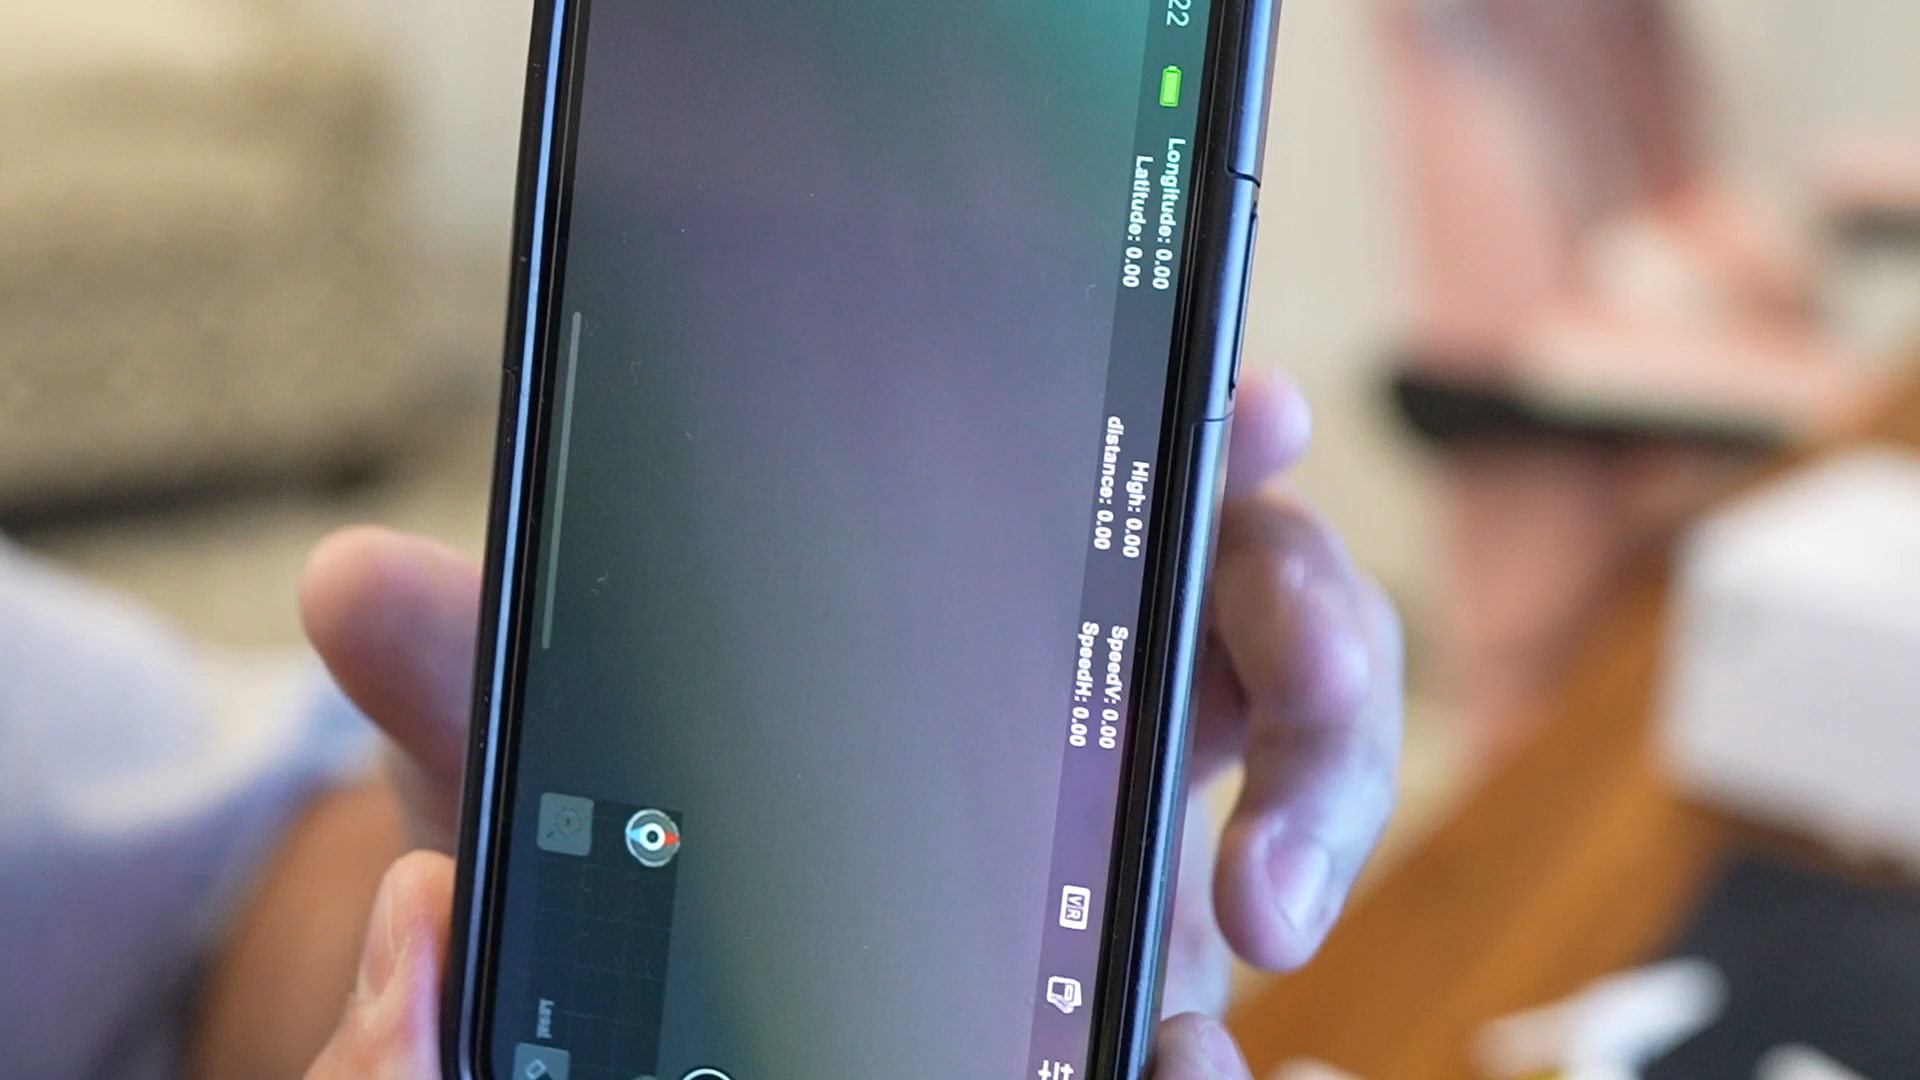 22
Longitude: 0.00
Latitude: 0.00
High: 0.00
distance: 0.00
SpeedV: 0.00
SpeedH: 0.00
VR
Legal